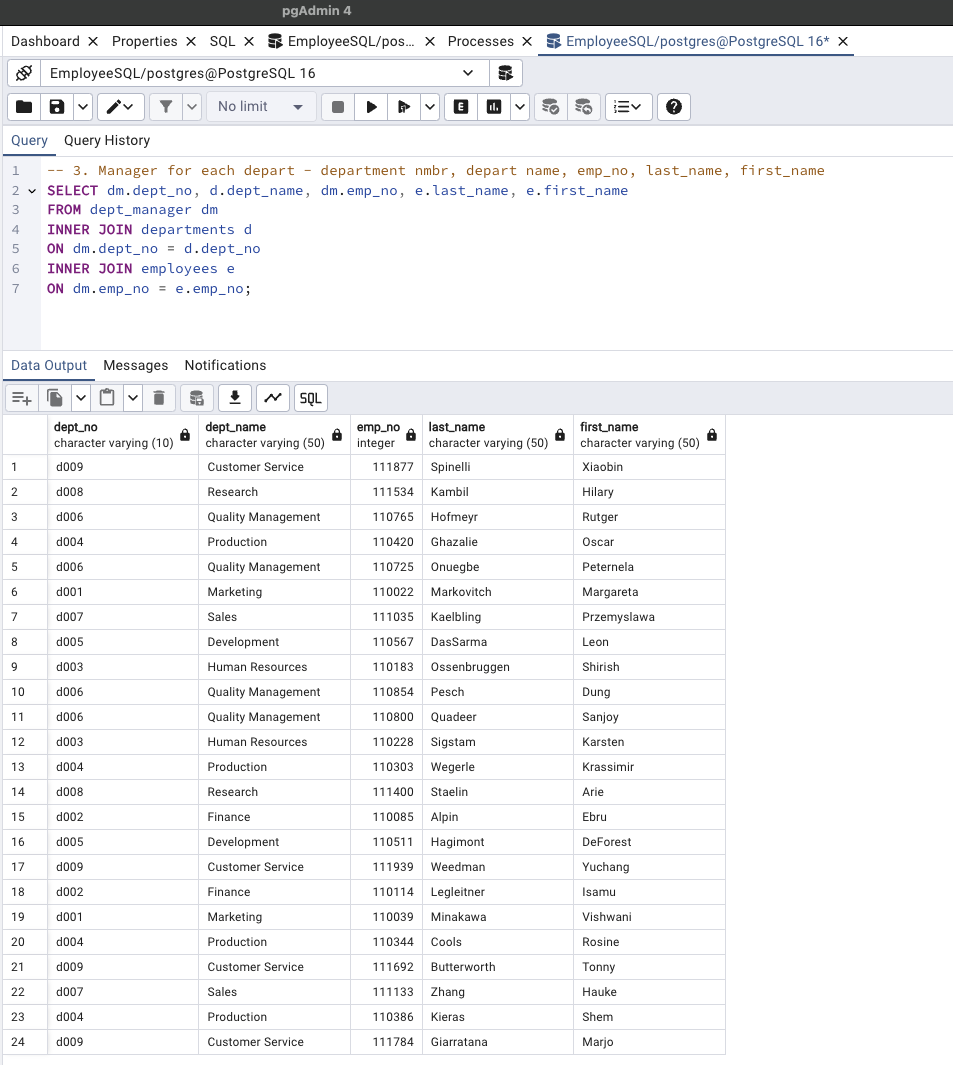 pgAdmin 4
Dashboard Properties SQL EmployeeSQL/pos... Processes EmployeeSQL/postgres@PostgreSQL 16*
EmployeeSQL/postgres@PostgreSQL 16
No limit E
Query Query History
1 -- 3. Manager for each depart - department nmbr, depart name, emp_no, last_name, first_name
2 SELECT dm.dept_no, d.dept_name, dm.emp_no, e.last_name, e.first_name
3 FROM dept_manager dm
4 INNER JOIN departments d
5 ON dm.dept_no = d.dept_no
6 INNER JOIN employees e
7 ON dm.emp_no = e.emp_no;
Data Output Messages Notifications
SQL
dept_no dept_name emp_no last_name first_name
character varying (10) character varying (50) integer character varying (50) character varying (50)
1 d009 Customer Service 111877 Spinelli Xiaobin
2 d008 Research 111534 Kambil Hilary
3 d006 Quality Management 110765 Hofmeyr Rutger
4 d004 Production 110420 Ghazalie Oscar
5 d006 Quality Management 110725 Onuegbe Peternela
6 d001 Marketing 110022 Markovitch Margareta
7 d007 Sales 111035 Kaelbling Przemyslawa
8 d005 Development 110567 DasSarma Leon
9 d003 Human Resources 110183 Ossenbruggen Shirish
10 d006 Quality Management 110854 Pesch Dung
11 d006 Quality Management 110800 Quadeer Sanjoy
12 d003 Human Resources 110228 Sigstam Karsten
13 d004 Production 110303 Wegerle Krassimir
14 d008 Research 111400 Staelin Arie
15 d002 Finance 110085 Alpin Ebru
16 d005 Development 110511 Hagimont DeForest
17 d009 Customer Service 111939 Weedman Yuchang
18 d002 Finance 110114 Legleitner Isamu
19 d001 Marketing 110039 Minakawa Vishwani
20 d004 Production 110344 Cools Rosine
21 d009 Customer Service 111692 Butterworth Tonny
22 d007 Sales 111133 Zhang Hauke
23 d004 Production 110386 Kieras Shem
24 d009 Customer Service 111784 Giarratana Marjo